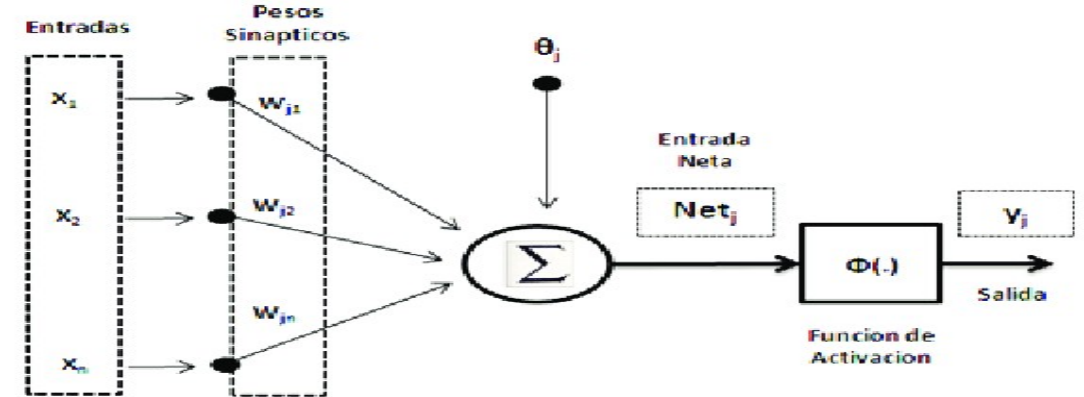 Entradas
Pesos
Sinapticos
x₁
x₂
xₙ
wⱼ₁
wⱼ₂
wⱼₙ
θⱼ
Σ
Entrada
Neta
Netⱼ
Φ(.)
Funcion de
Activacion
yⱼ
Salida